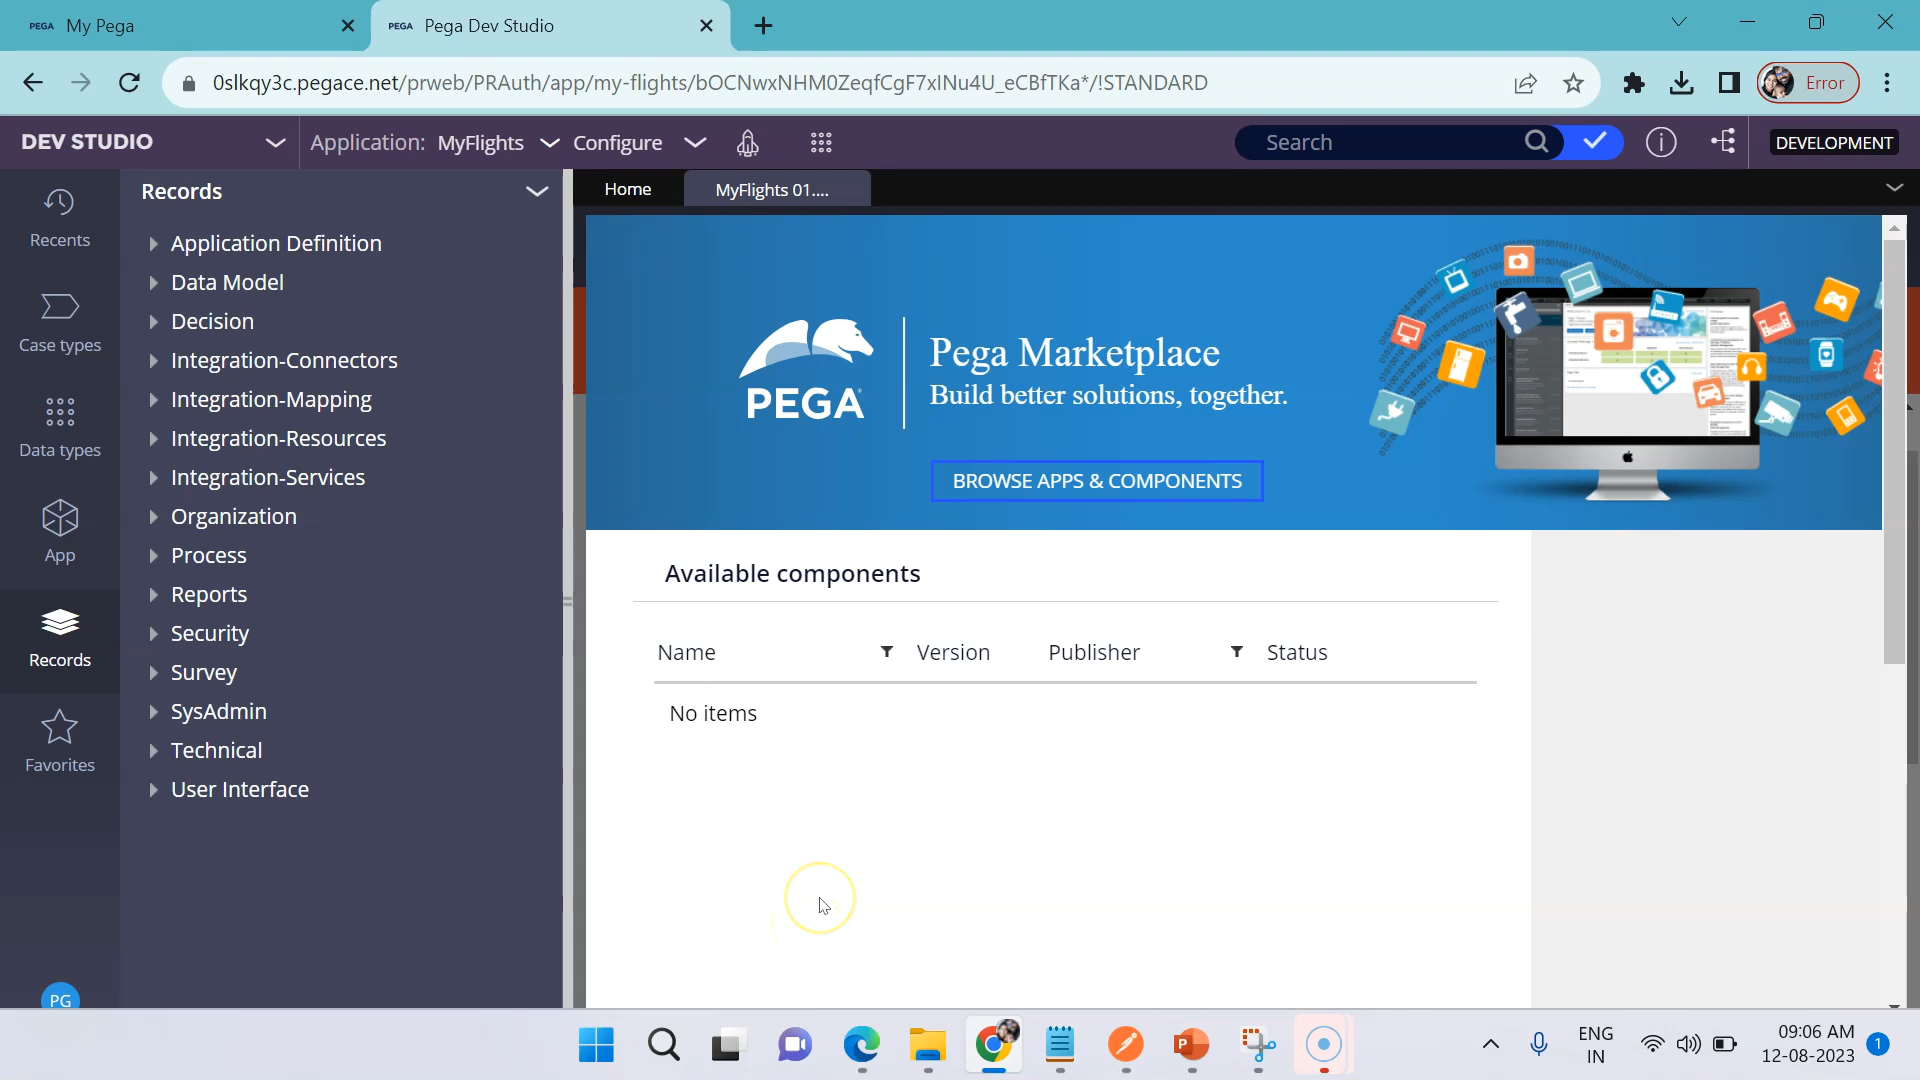 PEGA My Pega
PEGA Pega Dev Studio
0slkqy3c.pegace.net/prweb/PRAuth/app/my-flights/bOCNwxNHM0ZeqfCgF7xINu4U_eCBfTKa*/!STANDARD
Error
DEV STUDIO
Application: MyFlights
Configure
Search
DEVELOPMENT
Recents
Case types
Data types
App
Records
Favorites
PG
Records
Application Definition
Data Model
Decision
Integration-Connectors
Integration-Mapping
Integration-Resources
Integration-Services
Organization
Process
Reports
Security
Survey
SysAdmin
Technical
User Interface
Home
MyFlights 01....
PEGA
Pega Marketplace
Build better solutions, together.
BROWSE APPS & COMPONENTS
Available components
Name Version Publisher Status
No items
ENG
IN
09:06 AM
12-08-2023
1